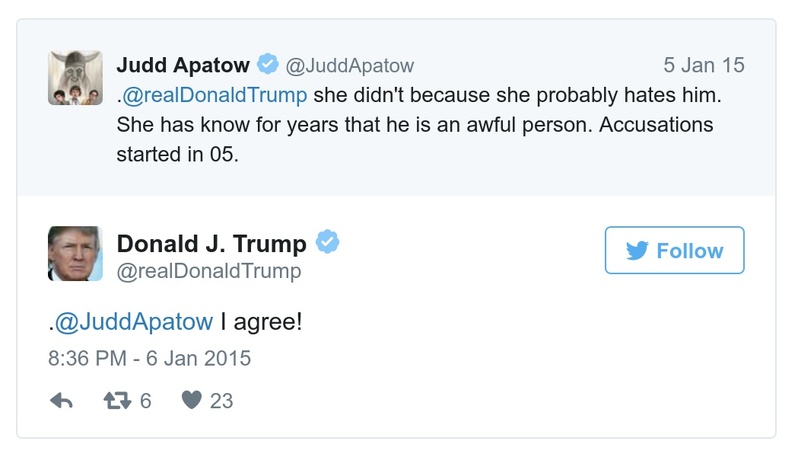 Judd Apatow @JuddApatow 5 Jan 15
.@realDonaldTrump she didn't because she probably hates him.
She has know for years that he is an awful person. Accusations
started in 05.
Donald J. Trump
@realDonaldTrump
Follow
.@JuddApatow I agree!
8:36 PM - 6 Jan 2015
6 23